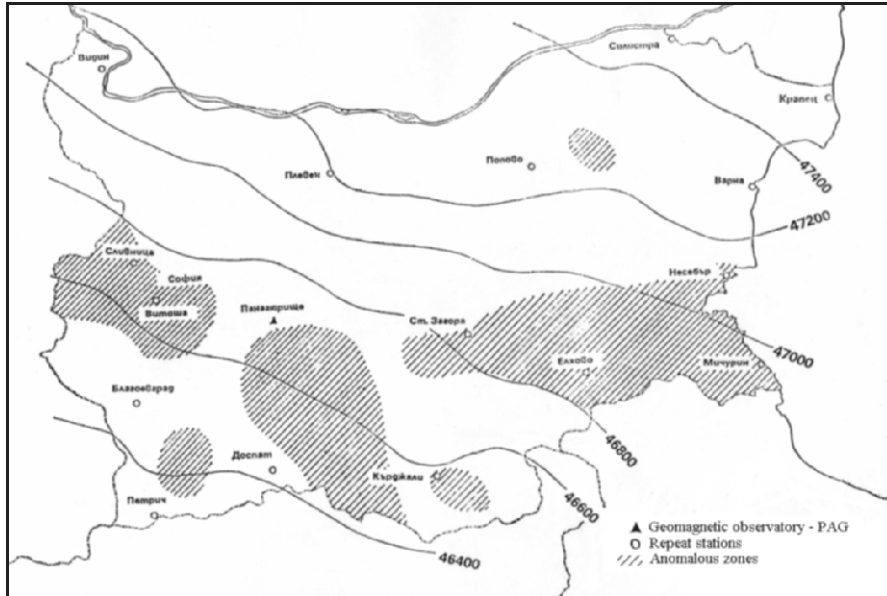 Силистра
Видин
Крапец
Попово
Плевен
Варна
47400
47200
Сливница
Несебър
София
Витоша
Панагюрище
Ст. Загора
47000
Елхово
Мичурин
Благоевград
46800
Доспат
Кърджали
Петрич
46600
46400
Geomagnetic observatory - PAG
Repeat stations
Anomalous zones